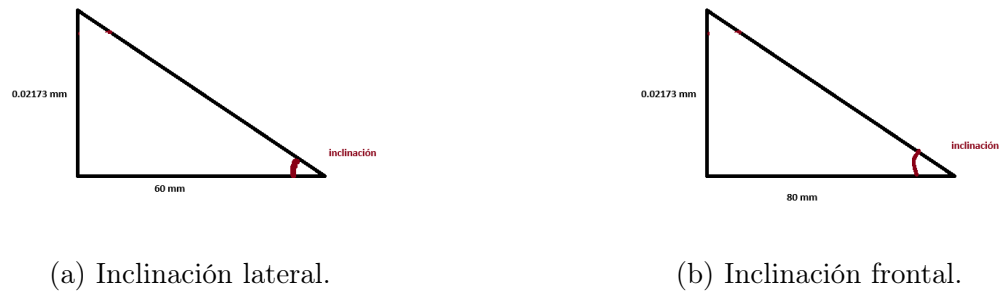 0.02173 mm
inclinación
60 mm
(a) Inclinación lateral.
0.02173 mm
inclinación
80 mm
(b) Inclinación frontal.